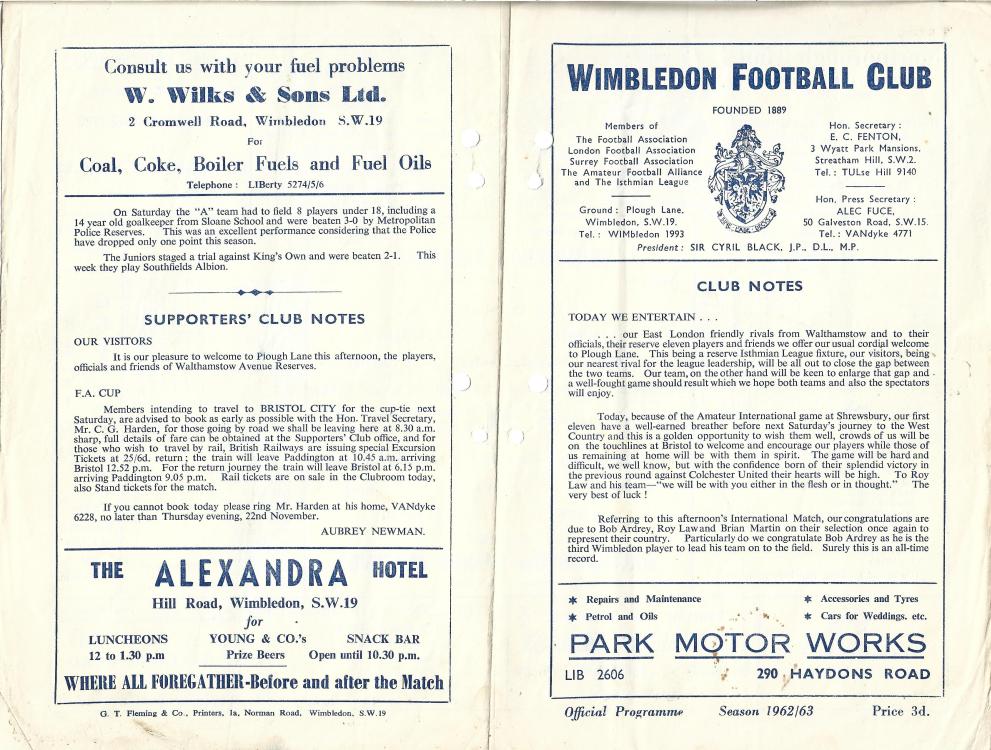 Consult us with your fuel problems
W. Wilks & Sons Ltd.
2 Cromwell Road, Wimbledon S.W.19
For
Coal, Coke, Boiler Fuels and Fuel Oils
Telephone : LIBerty 5274/5/6
On Saturday the "A" team had to field 8 players under 18, including a
14 year old goalkeeper from Sloane School and were beaten 3-0 by Metropolitan
Police Reserves. This was an excellent performance considering that the Police
have dropped only one point this season.
The Juniors staged a trial against King's Own and were beaten 2-1. This
week they play Southfields Albion.
SUPPORTERS' CLUB NOTES
OUR VISITORS
It is our pleasure to welcome to Plough Lane this afternoon, the players,
officials and friends of Walthamstow Avenue Reserves.
F.A. CUP
Members intending to travel to BRISTOL CITY for the cup-tie next
Saturday, are advised to book as early as possible with the Hon. Travel Secretary,
Mr. C. G. Harden, for those going by road we shall be leaving here at 8.30 a.m.
sharp, full details of fare can be obtained at the Supporters' Club office, and for
those who wish to travel by rail, British Railways are issuing special Excursion
Tickets at 25/6d. return; the train will leave Paddington at 10.45 a.m. arriving
Bristol 12.52 p.m. For the return journey the train will leave Bristol at 6.15 p.m.
arriving Paddington 9.05 p.m. Rail tickets are on sale in the Clubroom today,
also Stand tickets for the match.
If you cannot book today please ring Mr. Harden at his home, VANdyke
6228, no later than Thursday evening, 22nd November.
AUBREY NEWMAN.
THE ALEXANDRA HOTEL
Hill Road, Wimbledon, S.W.19
for
LUNCHEONS YOUNG & CO.'s SNACK BAR
12 to 1.30 p.m Prize Beers Open until 10.30 p.m.
WHERE ALL FOREGATHER-Before and after the Match
G. T. Fleming & Co., Printers, 1a, Norman Road, Wimbledon, S.W.19
WIMBLEDON FOOTBALL CLUB
FOUNDED 1889
Members of
The Football Association
London Football Association
Surrey Football Association
The Amateur Football Alliance
and The Isthmian League
Ground : Plough Lane,
Wimbledon, S.W.19.
Tel. : WIMbledon 1993
Hon. Secretary :
E. C. FENTON,
3 Wyatt Park Mansions,
Streatham Hill, S.W.2.
Tel. : TULse Hill 9140
Hon. Press Secretary :
ALEC FUCE,
50 Galveston Road, S.W.15.
Tel. : VANdyke 4771
President : SIR CYRIL BLACK, J.P., D.L., M.P.
CLUB NOTES
TODAY WE ENTERTAIN . . .
. . . our East London friendly rivals from Walthamstow and to their
officials, their reserve eleven players and friends we offer our usual cordial welcome
to Plough Lane. This being a reserve Isthmian League fixture, our visitors, being
our nearest rival for the league leadership, will be all out to close the gap between
the two teams. Our team, on the other hand will be keen to enlarge that gap and
a well-fought game should result which we hope both teams and also the spectators
will enjoy.
Today, because of the Amateur International game at Shrewsbury, our first
eleven have a well-earned breather before next Saturday's journey to the West
Country and this is a golden opportunity to wish them well, crowds of us will be
on the touchlines at Bristol to welcome and encourage our players while those of
us remaining at home will be with them in spirit. The game will be hard and
difficult, we well know, but with the confidence born of their splendid victory in
the previous round against Colchester United their hearts will be high. To Roy
Law and his team—"we will be with you either in the flesh or in thought." The
very best of luck !
Referring to this afternoon's International Match, our congratulations are
due to Bob Ardrey, Roy Law and Brian Martin on their selection once again to
represent their country. Particularly do we congratulate Bob Ardrey as he is the
third Wimbledon player to lead his team on to the field. Surely this is an all-time
record.
* Repairs and Maintenance * Accessories and Tyres
* Petrol and Oils * Cars for Weddings. etc.
PARK MOTOR WORKS
LIB 2606 290 HAYDONS ROAD
Official Programme Season 1962/63 Price 3d.